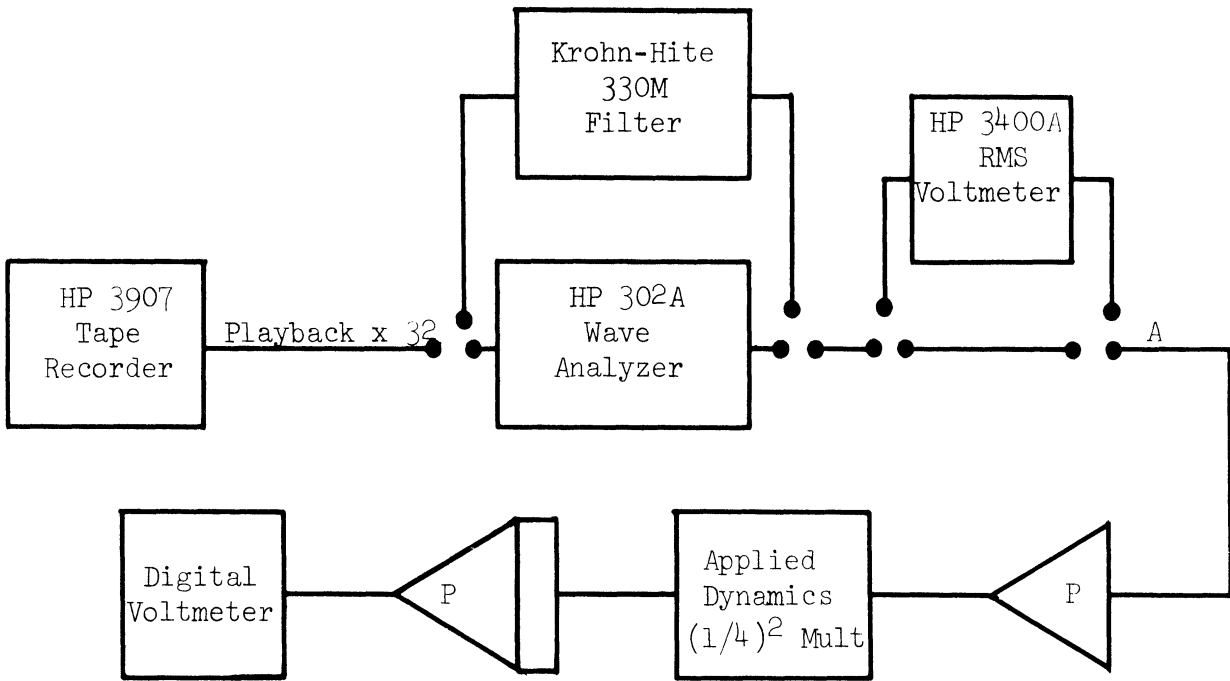 Krohn-Hite
330M
Filter
HP 3400A
RMS
Voltmeter
HP 3907
Tape
Recorder
Playback x 32
HP 302A
Wave
Analyzer
A
Digital
Voltmeter
P
Applied
Dynamics
(1/4)² Mult
P